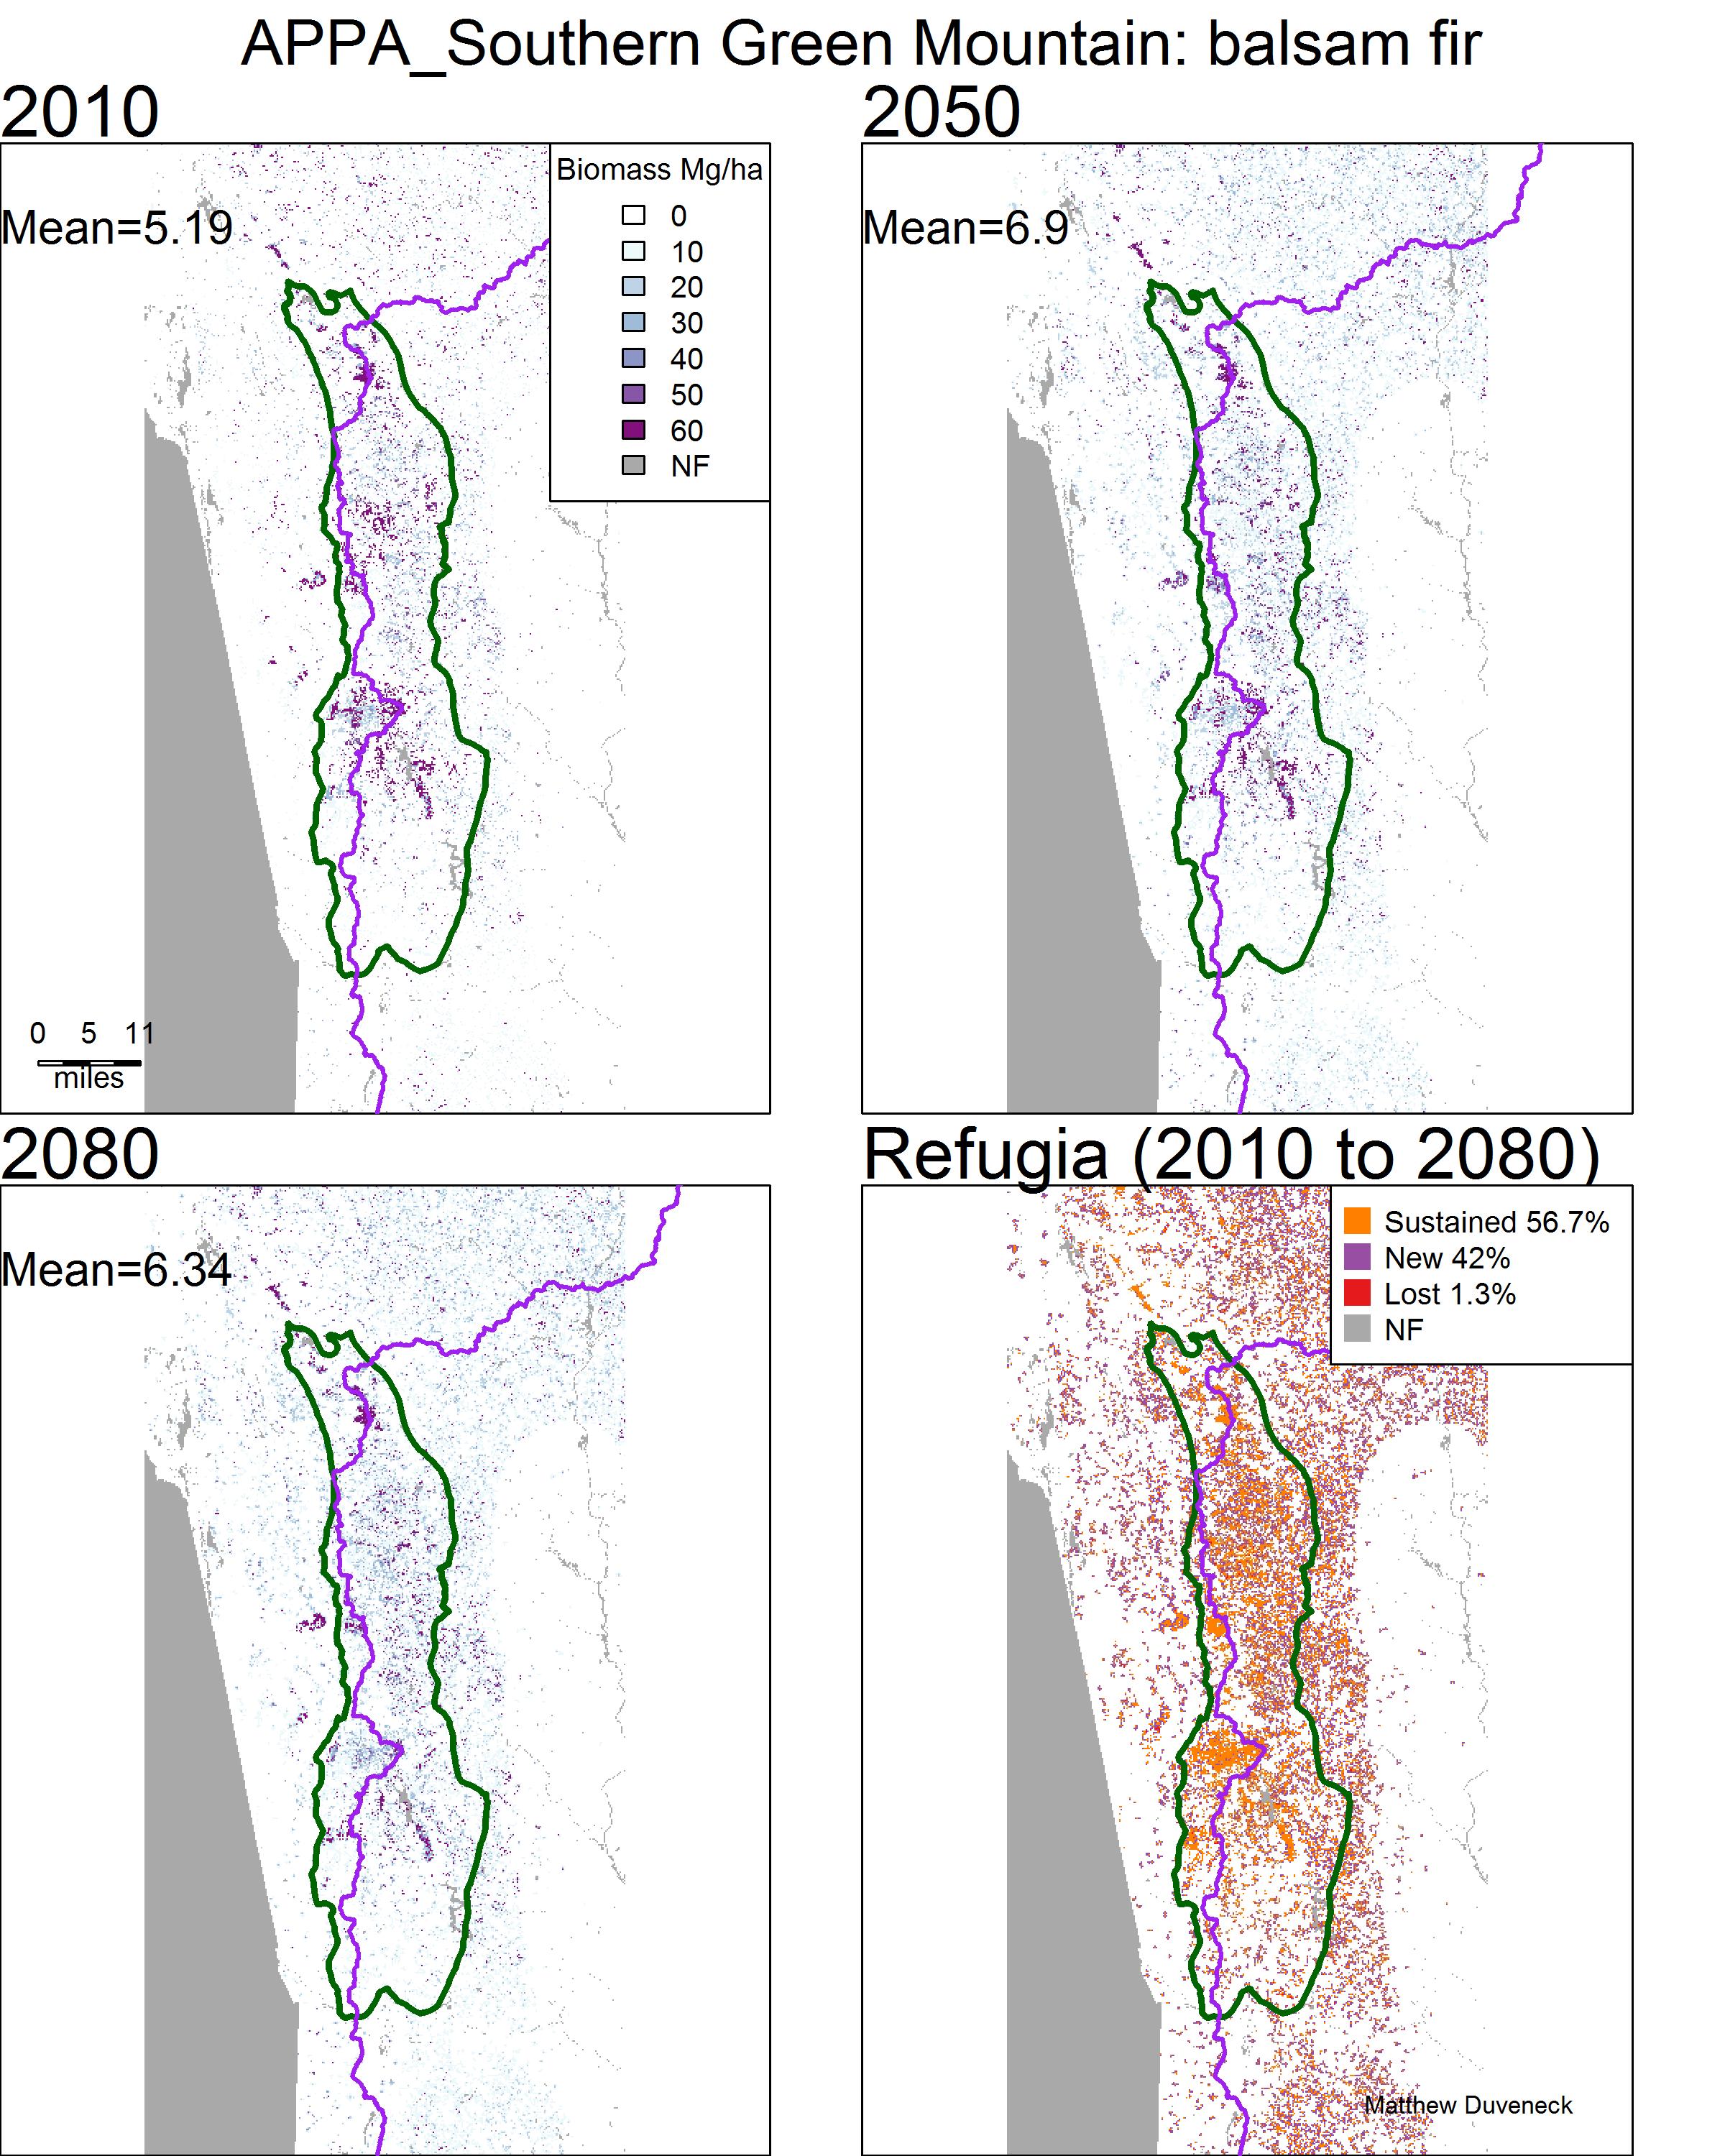 APPA_Southern Green Mountain: balsam fir
2010
Mean=5.19
Biomass Mg/ha
0
10
20
30
40
50
60
NF
0 5 11
miles
2050
Mean=6.9
2080
Mean=6.34
Refugia (2010 to 2080)
Sustained 56.7%
New 42%
Lost 1.3%
NF
Matthew Duveneck